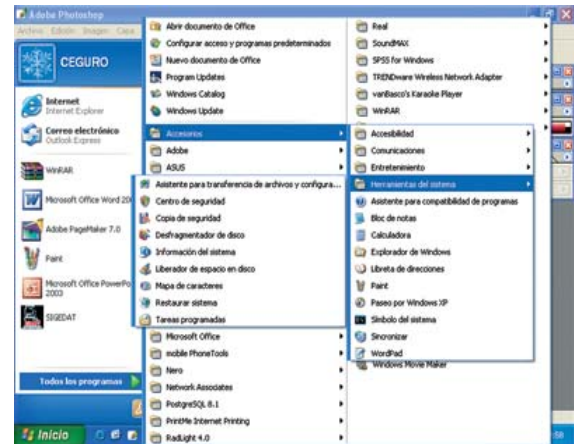 Adobe Photoshop
Archivo Edición Imagen Capa
CEGURO
Internet
Internet Explorer
Correo electrónico
Outlook Express
WinRAR
Microsoft Office Word 20
Adobe PageMaker 7.0
Paint
Microsoft Office PowerPo
2003
SIGEDAT
Todos los programas
Inicio
Abrir documento de Office
Configurar acceso y programas predeterminados
Nuevo documento de Office
Program Updates
Windows Catalog
Windows Update
Accesorios
Adobe
ASUS
Microsoft Office
mobile PhoneTools
Nero
Network Associates
PostgreSQL 8.1
PrintMe Internet Printing
RadLight 4.0
Real
SoundMAX
SPSS for Windows
TRENDware Wireless Network Adapter
vanBasco's Karaoke Player
WinRAR
Windows Movie Maker
Accesibilidad
Comunicaciones
Entretenimiento
Herramientas del sistema
Asistente para compatibilidad de programas
Bloc de notas
Calculadora
Explorador de Windows
Libreta de direcciones
Paint
Paseo por Windows XP
Símbolo del sistema
Sincronizar
WordPad
Asistente para transferencia de archivos y configura...
Centro de seguridad
Copia de seguridad
Desfragmentador de disco
Información del sistema
Liberador de espacio en disco
Mapa de caracteres
Restaurar sistema
Tareas programadas